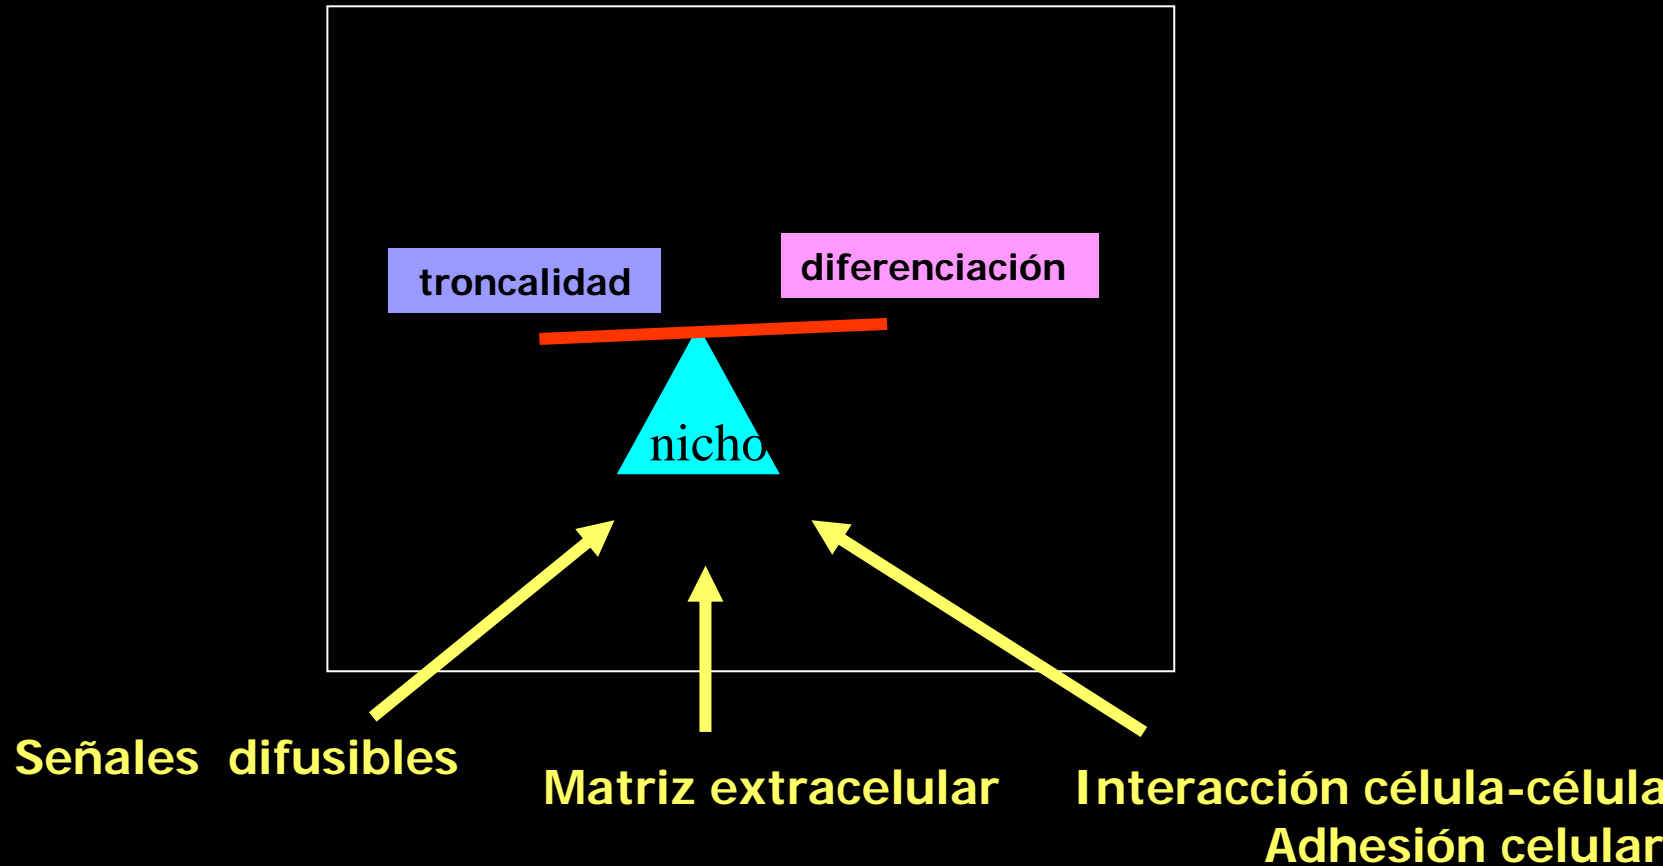 troncalidad
diferenciación
nicho
Señales difusibles
Matriz extracelular
Interacción célula-célula
Adhesión celular